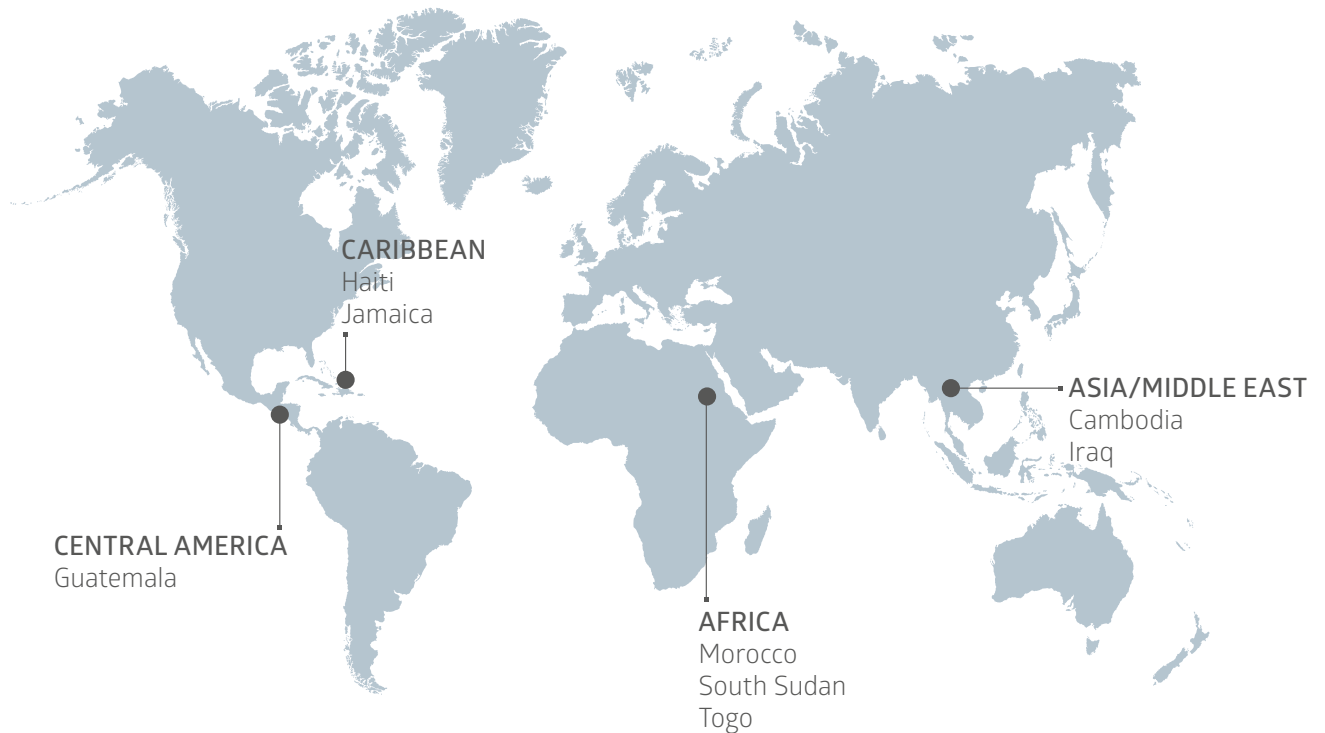 CARIBBEAN
Haiti
Jamaica
ASIA/MIDDLE EAST
Cambodia
Iraq
CENTRAL AMERICA
Guatemala
AFRICA
Morocco
South Sudan
Togo